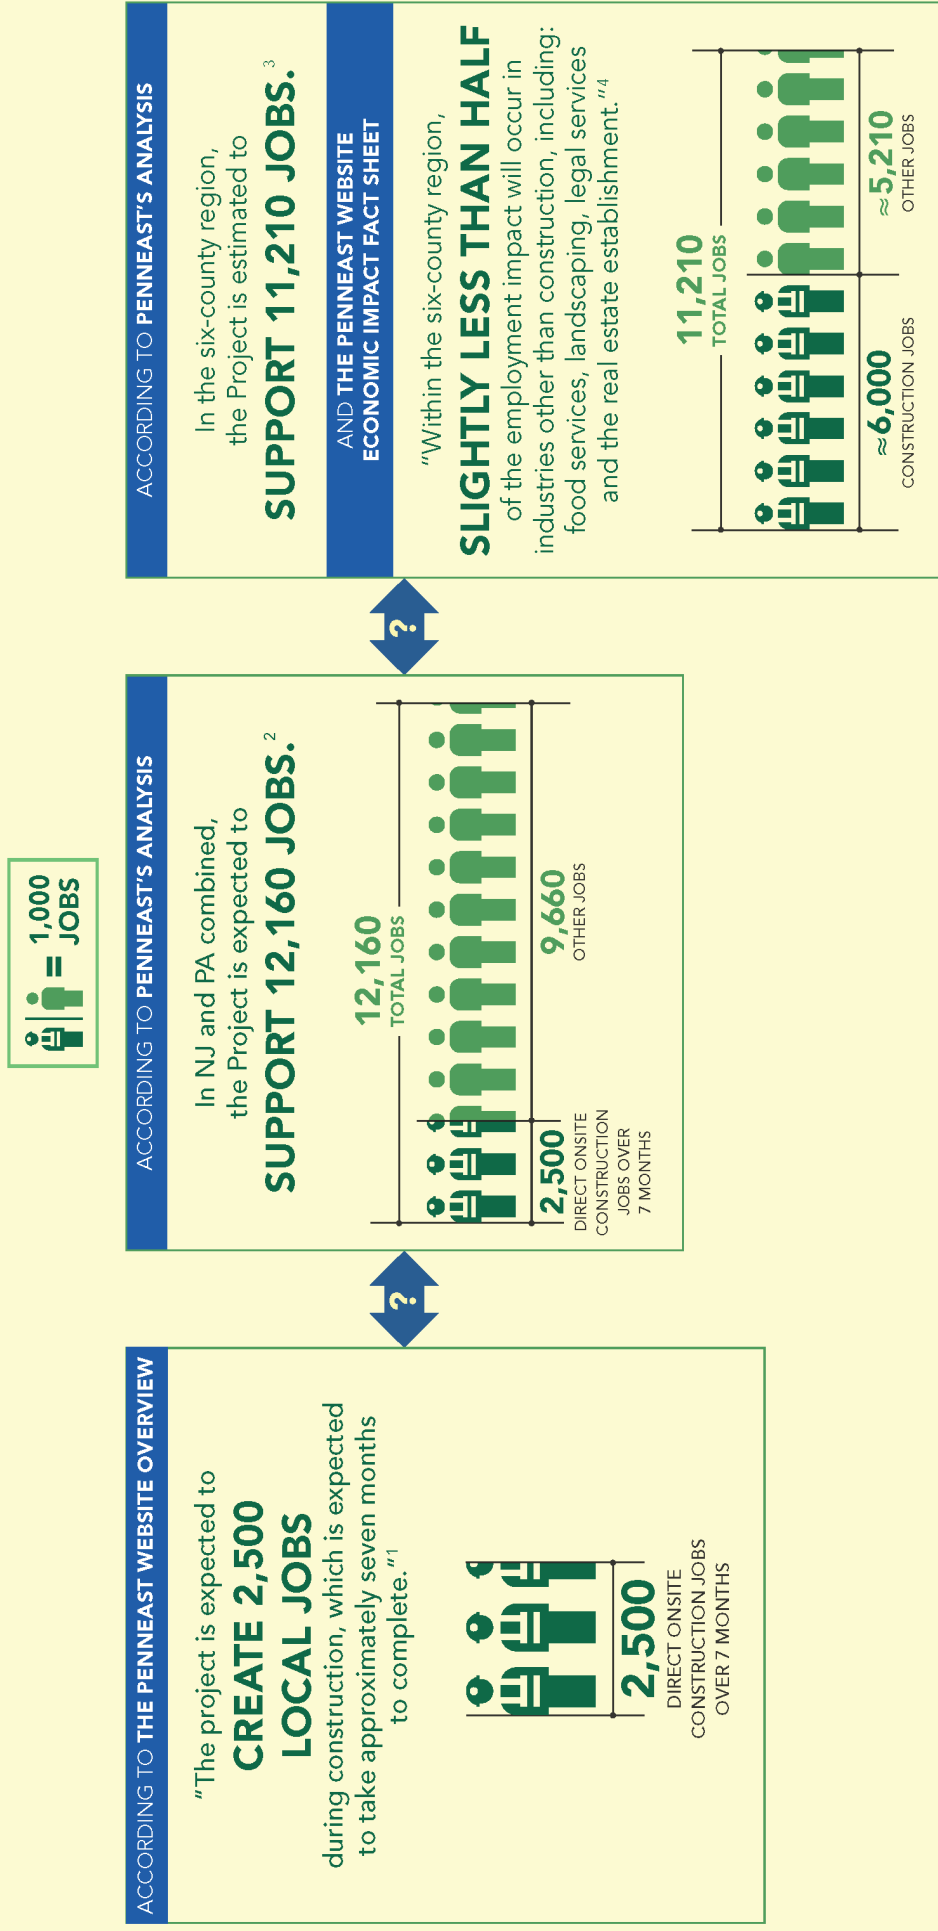 = 1,000
JOBS
ACCORDING TO THE PENNEAST WEBSITE OVERVIEW
"The project is expected to
CREATE 2,500
LOCAL JOBS
during construction, which is expected
to take approximately seven months
to complete."1
2,500
DIRECT ONSITE
CONSTRUCTION JOBS
OVER 7 MONTHS
?
ACCORDING TO PENNEAST'S ANALYSIS
In NJ and PA combined,
the Project is expected to
SUPPORT 12,160 JOBS.2
12,160
TOTAL JOBS
2,500
DIRECT ONSITE
CONSTRUCTION
JOBS OVER
7 MONTHS
9,660
OTHER JOBS
?
ACCORDING TO PENNEAST'S ANALYSIS
In the six-county region,
the Project is estimated to
SUPPORT 11,210 JOBS.3
AND THE PENNEAST WEBSITE
ECONOMIC IMPACT FACT SHEET
"Within the six-county region,
SLIGHTLY LESS THAN HALF
of the employment impact will occur in
industries other than construction, including:
food services, landscaping, legal services
and the real estate establishment."4
11,210
TOTAL JOBS
≈6,000
CONSTRUCTION JOBS
≈5,210
OTHER JOBS